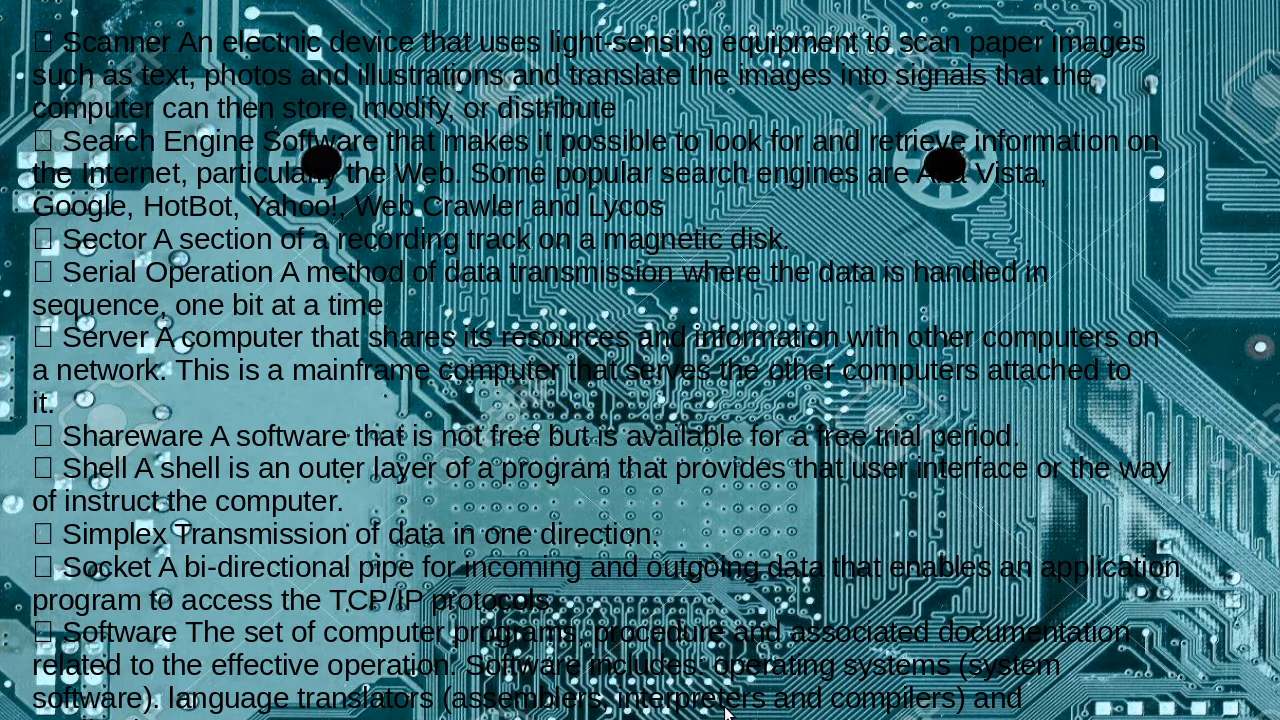 Scanner An electric device that uses light-sensing equipment to scan paper images
such as text, photos and illustrations and translate the images into signals that the
computer can then store, modify, or distribute
Search Engine Software that makes it possible to look for and retrieve information on
the Internet, particularly the Web. Some popular search engines are Alta Vista,
Google, HotBot, Yahoo!, Web Crawler and Lycos
Sector A section of a recording track on a magnetic disk.
Serial Operation A method of data transmission where the data is handled in
sequence, one bit at a time
Server A computer that shares its resources and information with other computers on
a network. This is a mainframe computer that serves the other computers attached to
it.
Shareware A software that is not free but is available for a free trial period.
Shell A shell is an outer layer of a program that provides that user interface or the way
of instruct the computer.
Simplex Transmission of data in one direction.
Socket A bi-directional pipe for incoming and outgoing data that enables an application
program to access the TCP/IP protocols
Software The set of computer programs, procedure and associated documentation
related to the effective operation. Software includes: operating systems (system
software). language translators (assemblers, interpreters and compilers) and